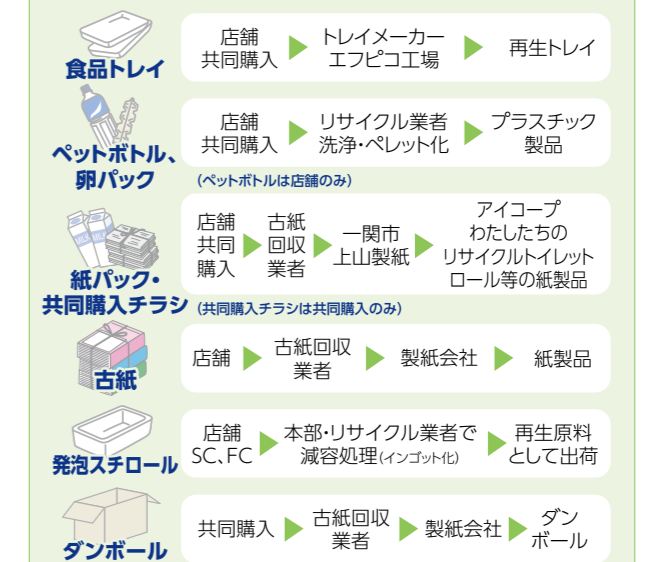 食品トレイ
店舗
共同購入
トレイメーカー
エフピコ工場
再生トレイ
ペットボトル、
卵パック
店舗
共同購入
リサイクル業者
洗浄・ペレット化
プラスチック
製品
(ペットボトルは店舗のみ)
紙パック・
共同購入チラシ
店舗
共同
購入
古紙
回収
業者
一関市
上山製紙
アイコープ
わたしたちの
リサイクルトイレット
ロール等の紙製品
(共同購入チラシは共同購入のみ)
古紙
店舗
古紙回収
業者
製紙会社
紙製品
発泡スチロール
店舗
SC、FC
本部・リサイクル業者で
減容処理(インゴット化)
再生原料
として出荷
ダンボール
共同購入
古紙回収
業者
製紙会社
ダン
ボール